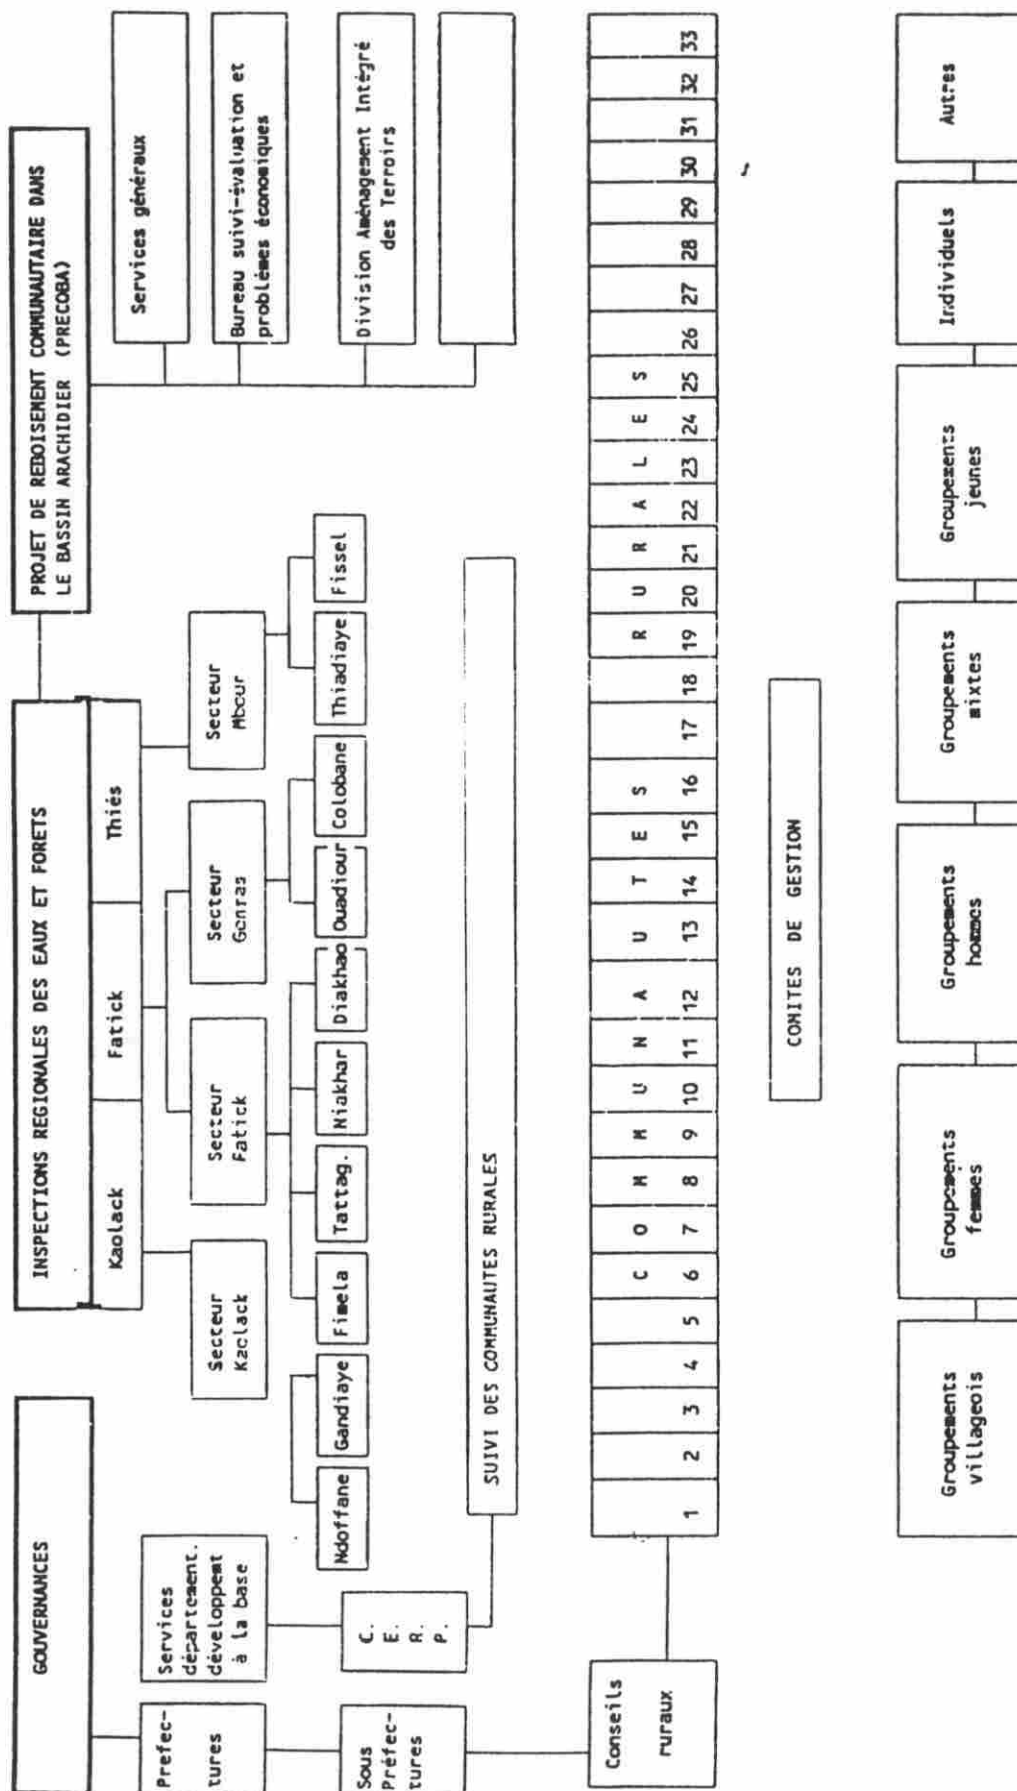 GOUVERNANCES
INSPECTIONS REGIONALES DES EAUX ET FORETS
PROJET DE REBOISEMENT COMMUNAUTAIRE DANS
LE BASSIN ARACHIDIER (PRECOBA)
Kaolack
Fatick
Thiés
Prefec-
tures
Services
département.
développemt
à la base
Secteur
Kaolack
Secteur
Fatick
Secteur
Gonras
Secteur
Mbour
Services généraux
Bureau suivi-évaluation et
problèmes économiques
Division Aménagement Intégré
des Terroirs
Sous
Préfec-
tures
C.
E.
R.
P.
Ndoffane
Gandiaye
Fimela
Tattag.
Niakhar
Diakhao
Ouadiour
Colobane
Thiadiaye
Fissel
SUIVI DES COMMUNAUTES RURALES
Conseils
ruraux
C O M M U N A U T E S R U R A L E S
1 2 3 4 5 6 7 8 9 10 11 12 13 14 15 16 17 18 19 20 21 22 23 24 25 26 27 28 29 30 31 32 33
COMITES DE GESTION
Groupements
villageois
Groupements
femmes
Groupements
hommes
Groupements
mixtes
Groupements
jeunes
Individuels
Autres